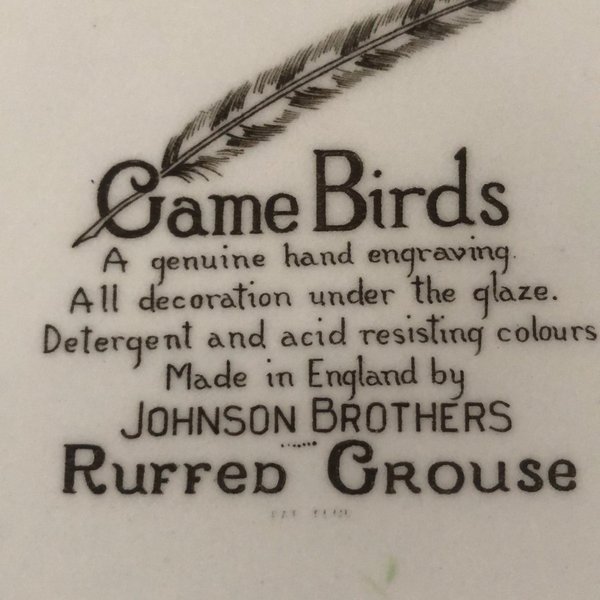 Game Birds
A genuine hand engraving.
All decoration under the glaze.
Detergent and acid resisting colours
Made in England by
JOHNSON BROTHERS
RUFFED GROUSE